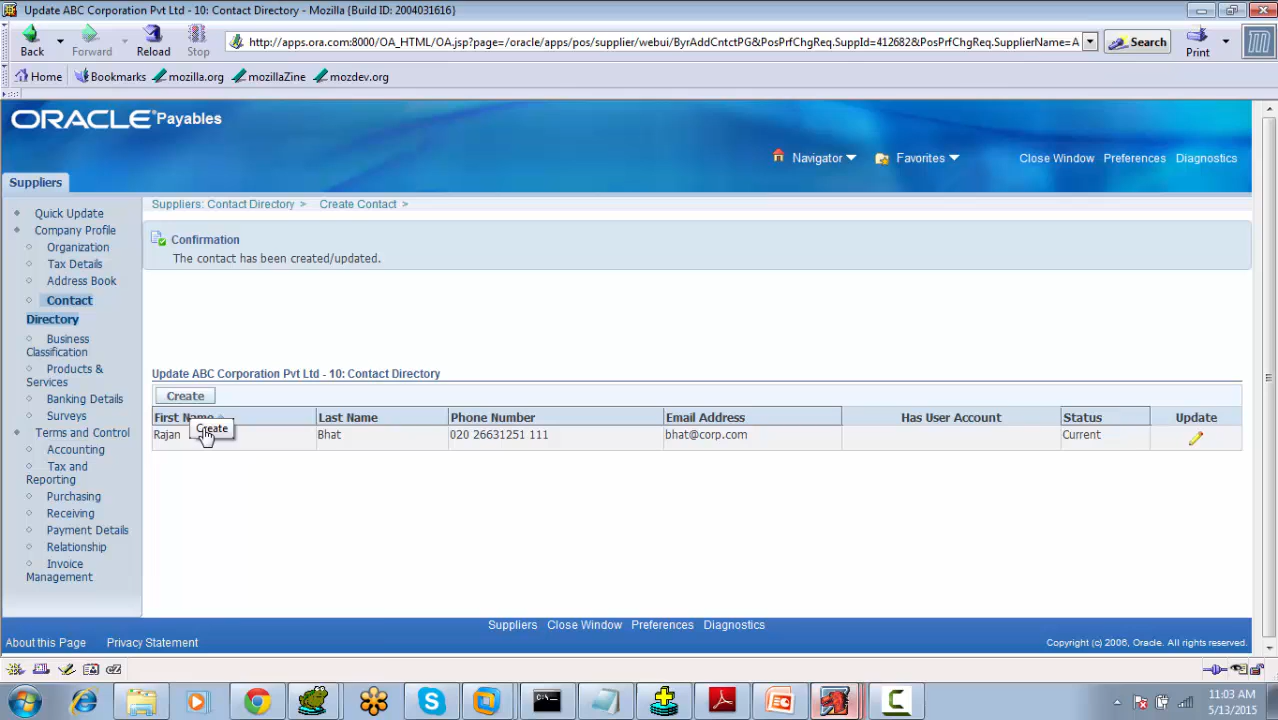 Update ABC Corporation Pvt Ltd - 10: Contact Directory - Mozilla {Build ID: 2004031616}
Back
Forward
Reload
Stop
http://apps.ora.com:8000/OA_HTML/OA.jsp?page=/oracle/apps/pos/supplier/webui/ByrAddCntctPG&PosPrfChgReq.SuppId=412682&PosPrfChgReq.SupplierName=A
Search
Print
Home Bookmarks mozilla.org mozillaZine mozdev.org
ORACLE Payables
Navigator Favorites Close Window Preferences Diagnostics
Suppliers
Quick Update
Company Profile
Organization
Tax Details
Address Book
Contact
Directory
Business
Classification
Products &
Services
Banking Details
Surveys
Terms and Control
Accounting
Tax and
Reporting
Purchasing
Receiving
Payment Details
Relationship
Invoice
Management
Suppliers: Contact Directory > Create Contact >
Confirmation
The contact has been created/updated.
Update ABC Corporation Pvt Ltd - 10: Contact Directory
Create
First Name Last Name Phone Number Email Address Has User Account Status Update
Create
Rajan Bhat 020 26631251 111 bhat@corp.com Current
Suppliers Close Window Preferences Diagnostics
About this Page Privacy Statement
Copyright (c) 2006, Oracle. All rights reserved.
11:03 AM
5/13/2015